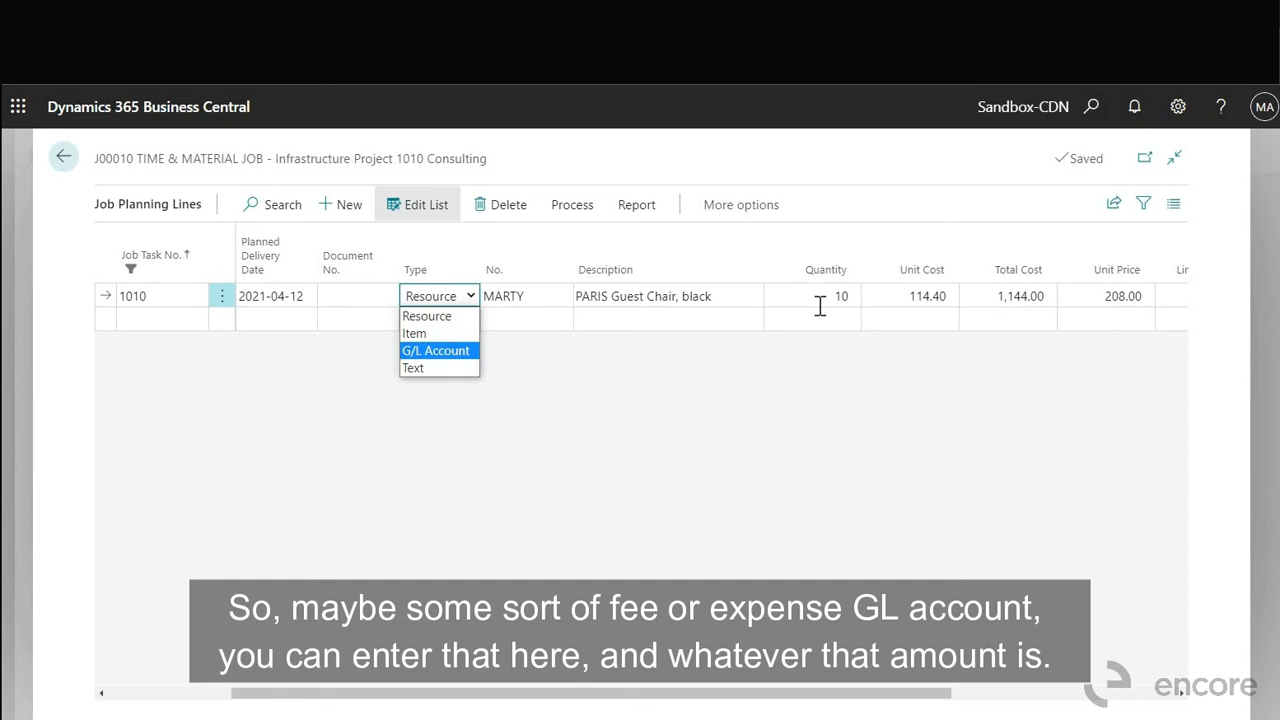 Dynamics 365 Business Central
Sandbox-CDN
?
MA
J00010 TIME & MATERIAL JOB - Infrastructure Project 1010 Consulting
Saved
Job Planning Lines
Search
New
Edit List
Delete
Process
Report
More options
Job Task No.
Planned
Delivery
Date
Document
No.
Type
No.
Description
Quantity
Unit Cost
Total Cost
Unit Price
1010
2021-04-12
Resource
MARTY
PARIS Guest Chair, black
10
114.40
1,144.00
208.00
Resource
Item
G/L Account
Text
So, maybe some sort of fee or expense GL account,
you can enter that here, and whatever that amount is.
encore